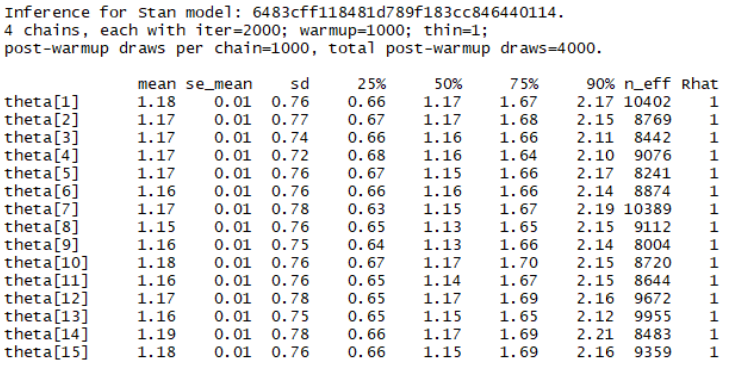 Inference for Stan model: 6483cff118481d789f183cc846440114.
4 chains, each with iter=2000; warmup=1000; thin=1;
post-warmup draws per chain=1000, total post-warmup draws=4000.
mean se_mean sd 25% 50% 75% 90% n_eff Rhat
theta[1] 1.18 0.01 0.76 0.66 1.17 1.67 2.17 10402 1
theta[2] 1.17 0.01 0.77 0.67 1.17 1.68 2.15 8769 1
theta[3] 1.17 0.01 0.74 0.66 1.16 1.66 2.11 8442 1
theta[4] 1.17 0.01 0.72 0.68 1.16 1.64 2.10 9076 1
theta[5] 1.17 0.01 0.76 0.67 1.15 1.66 2.17 8241 1
theta[6] 1.16 0.01 0.76 0.66 1.16 1.66 2.14 8874 1
theta[7] 1.17 0.01 0.78 0.63 1.15 1.67 2.19 10389 1
theta[8] 1.15 0.01 0.76 0.65 1.13 1.65 2.15 9112 1
theta[9] 1.16 0.01 0.75 0.64 1.13 1.66 2.14 8004 1
theta[10] 1.18 0.01 0.76 0.67 1.17 1.70 2.15 8720 1
theta[11] 1.16 0.01 0.76 0.65 1.14 1.67 2.15 8644 1
theta[12] 1.17 0.01 0.78 0.65 1.17 1.69 2.16 9672 1
theta[13] 1.16 0.01 0.75 0.65 1.15 1.65 2.12 9955 1
theta[14] 1.19 0.01 0.78 0.66 1.17 1.69 2.21 8483 1
theta[15] 1.18 0.01 0.76 0.66 1.15 1.69 2.16 9359 1